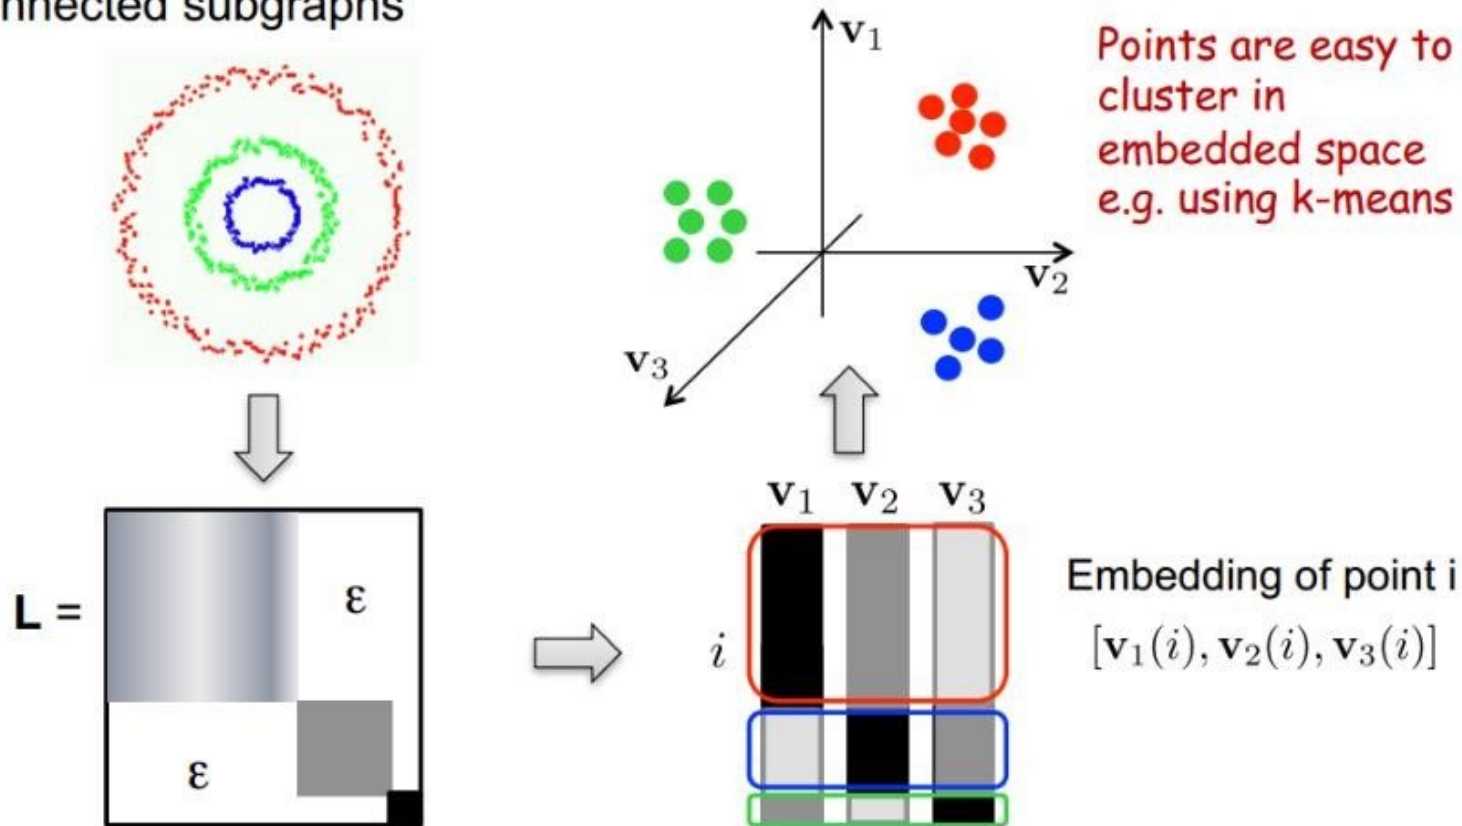 subgraphs
v₁
Points are easy to
cluster in
embedded space
e.g. using k-means
v₂
v₃
L =
ε
ε
v₁ v₂ v₃
i
Embedding of point i
[v₁(i), v₂(i), v₃(i)]